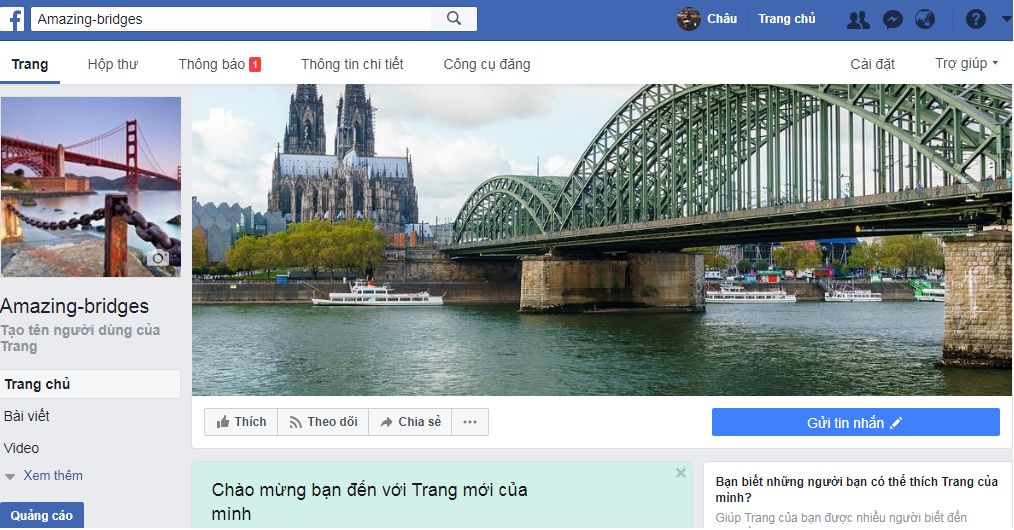 Amazing-bridges
Châu Trang chủ
Trang Hộp thư Thông báo 1 Thông tin chi tiết Công cụ đăng Cài đặt Trợ giúp
Amazing-bridges
Tạo tên người dùng của
Trang
Trang chủ
Bài viết
Video
Xem thêm
Quảng cáo
Thích Theo dõi Chia sẻ
Gửi tin nhắn
Chào mừng bạn đến với Trang mới của
mình
Bạn biết những người bạn có thể thích Trang của
mình?
Giúp Trang của bạn được nhiều người biết đến